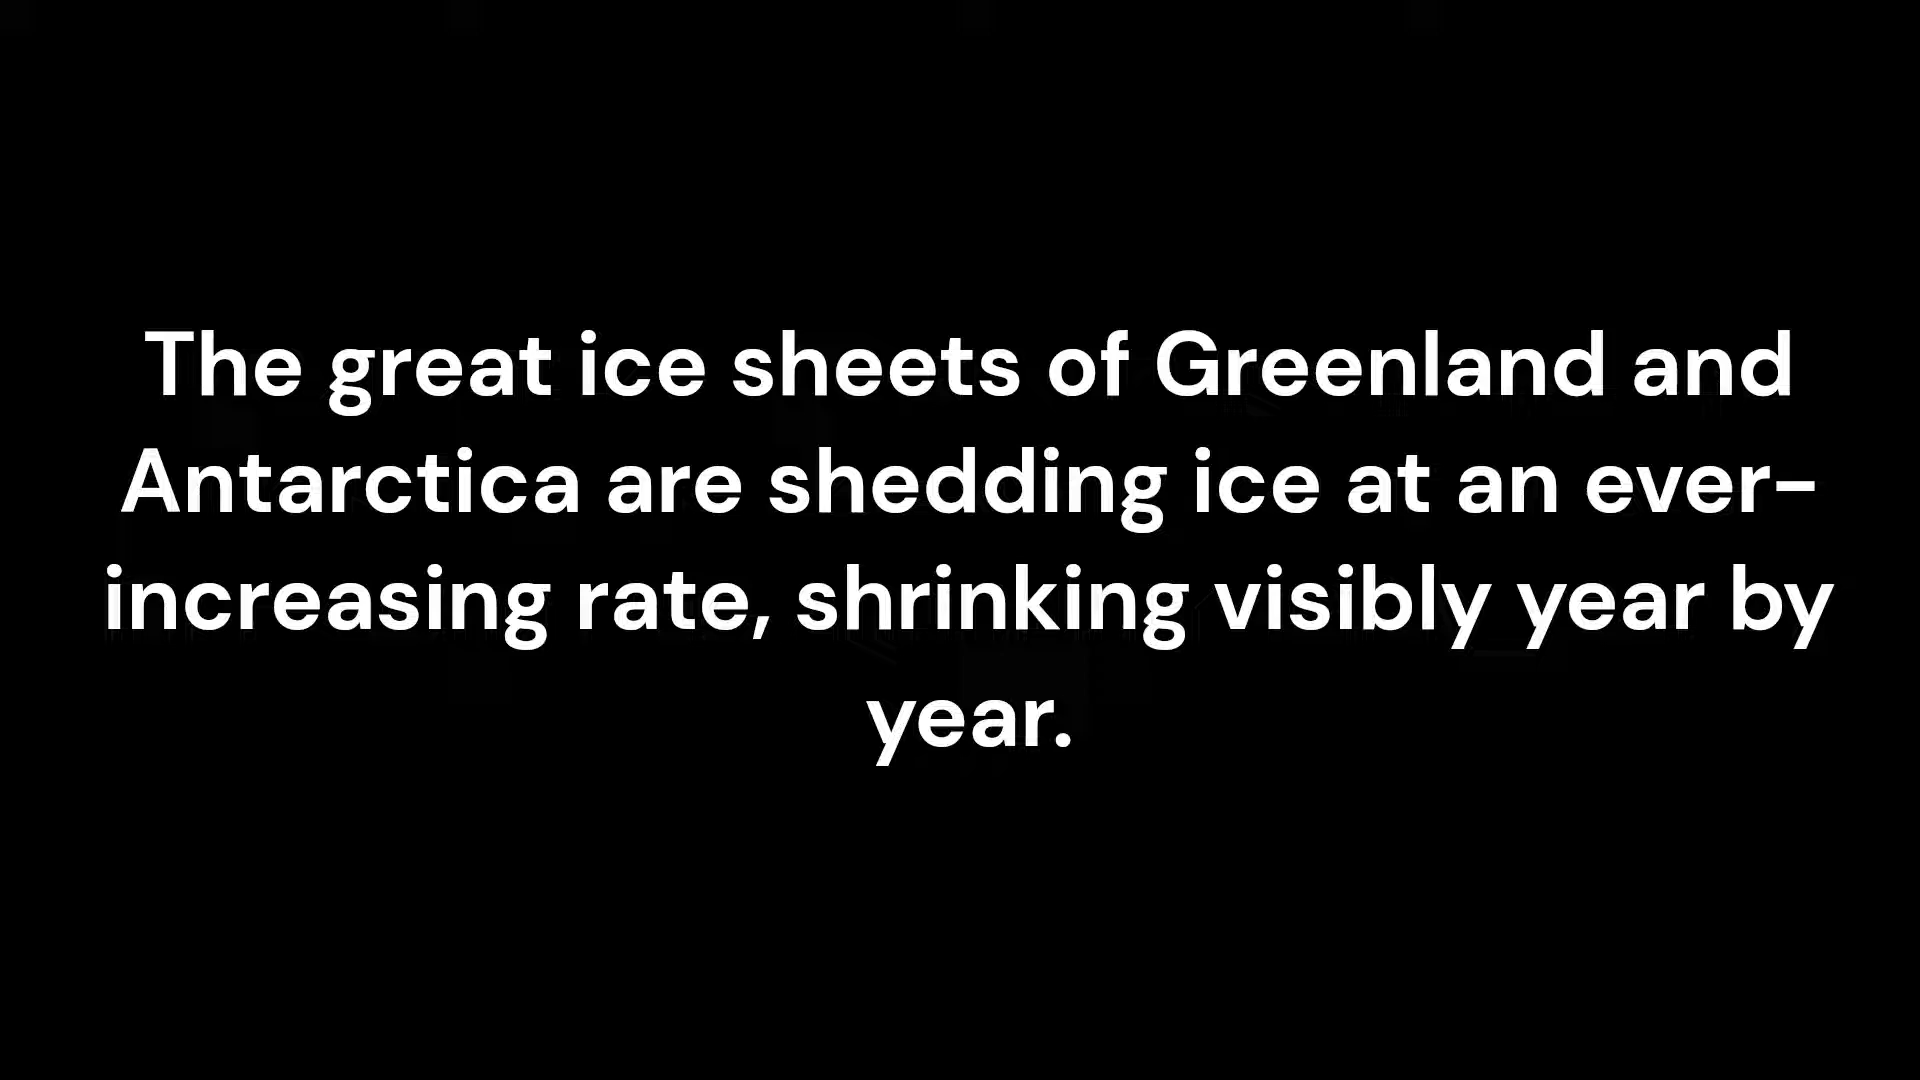 The great ice sheets of Greenland and
Antarctica are shedding ice at an ever-
increasing rate, shrinking visibly year by
year.